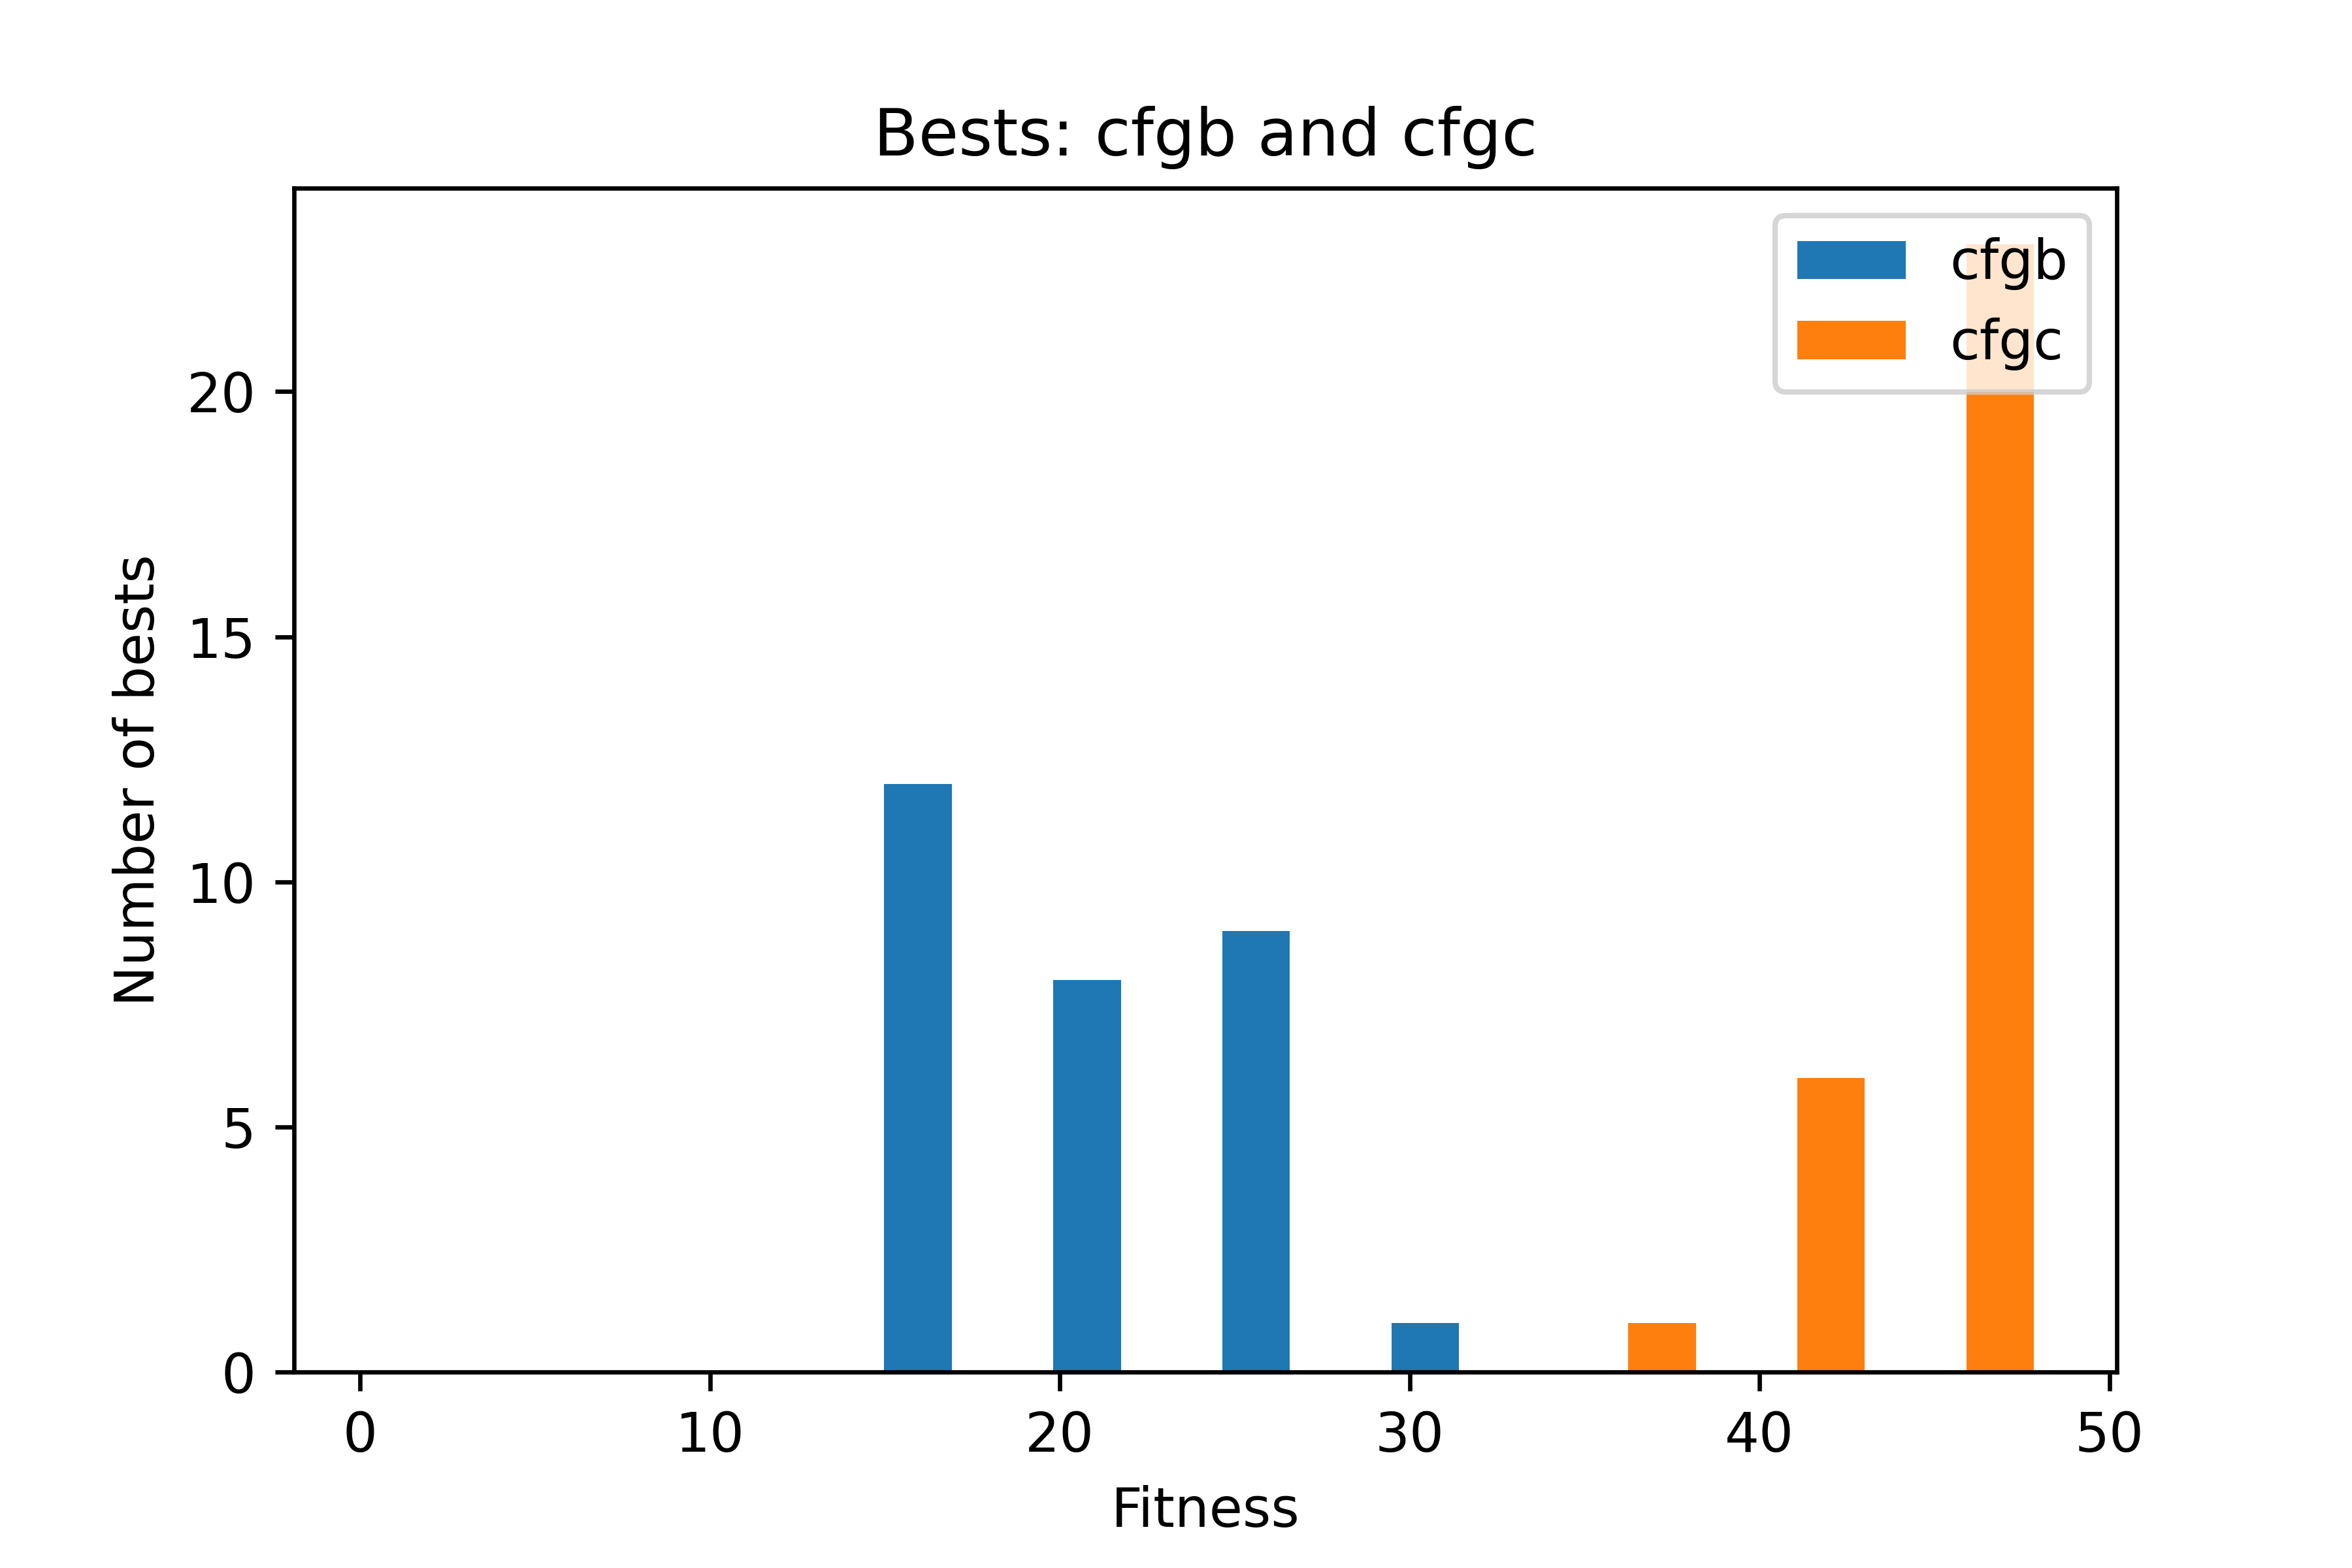 Bests: cfgb and cfgc
cfgb
cfgc
Number of bests
20
15
10
5
0
0 10 20 30 40 50
Fitness